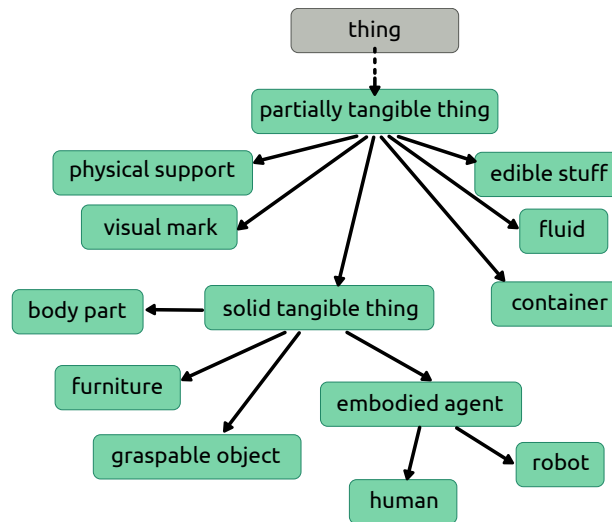 thing
partially tangible thing
physical support
edible stuff
visual mark
fluid
container
body part
solid tangible thing
furniture
embodied agent
graspable object
robot
human